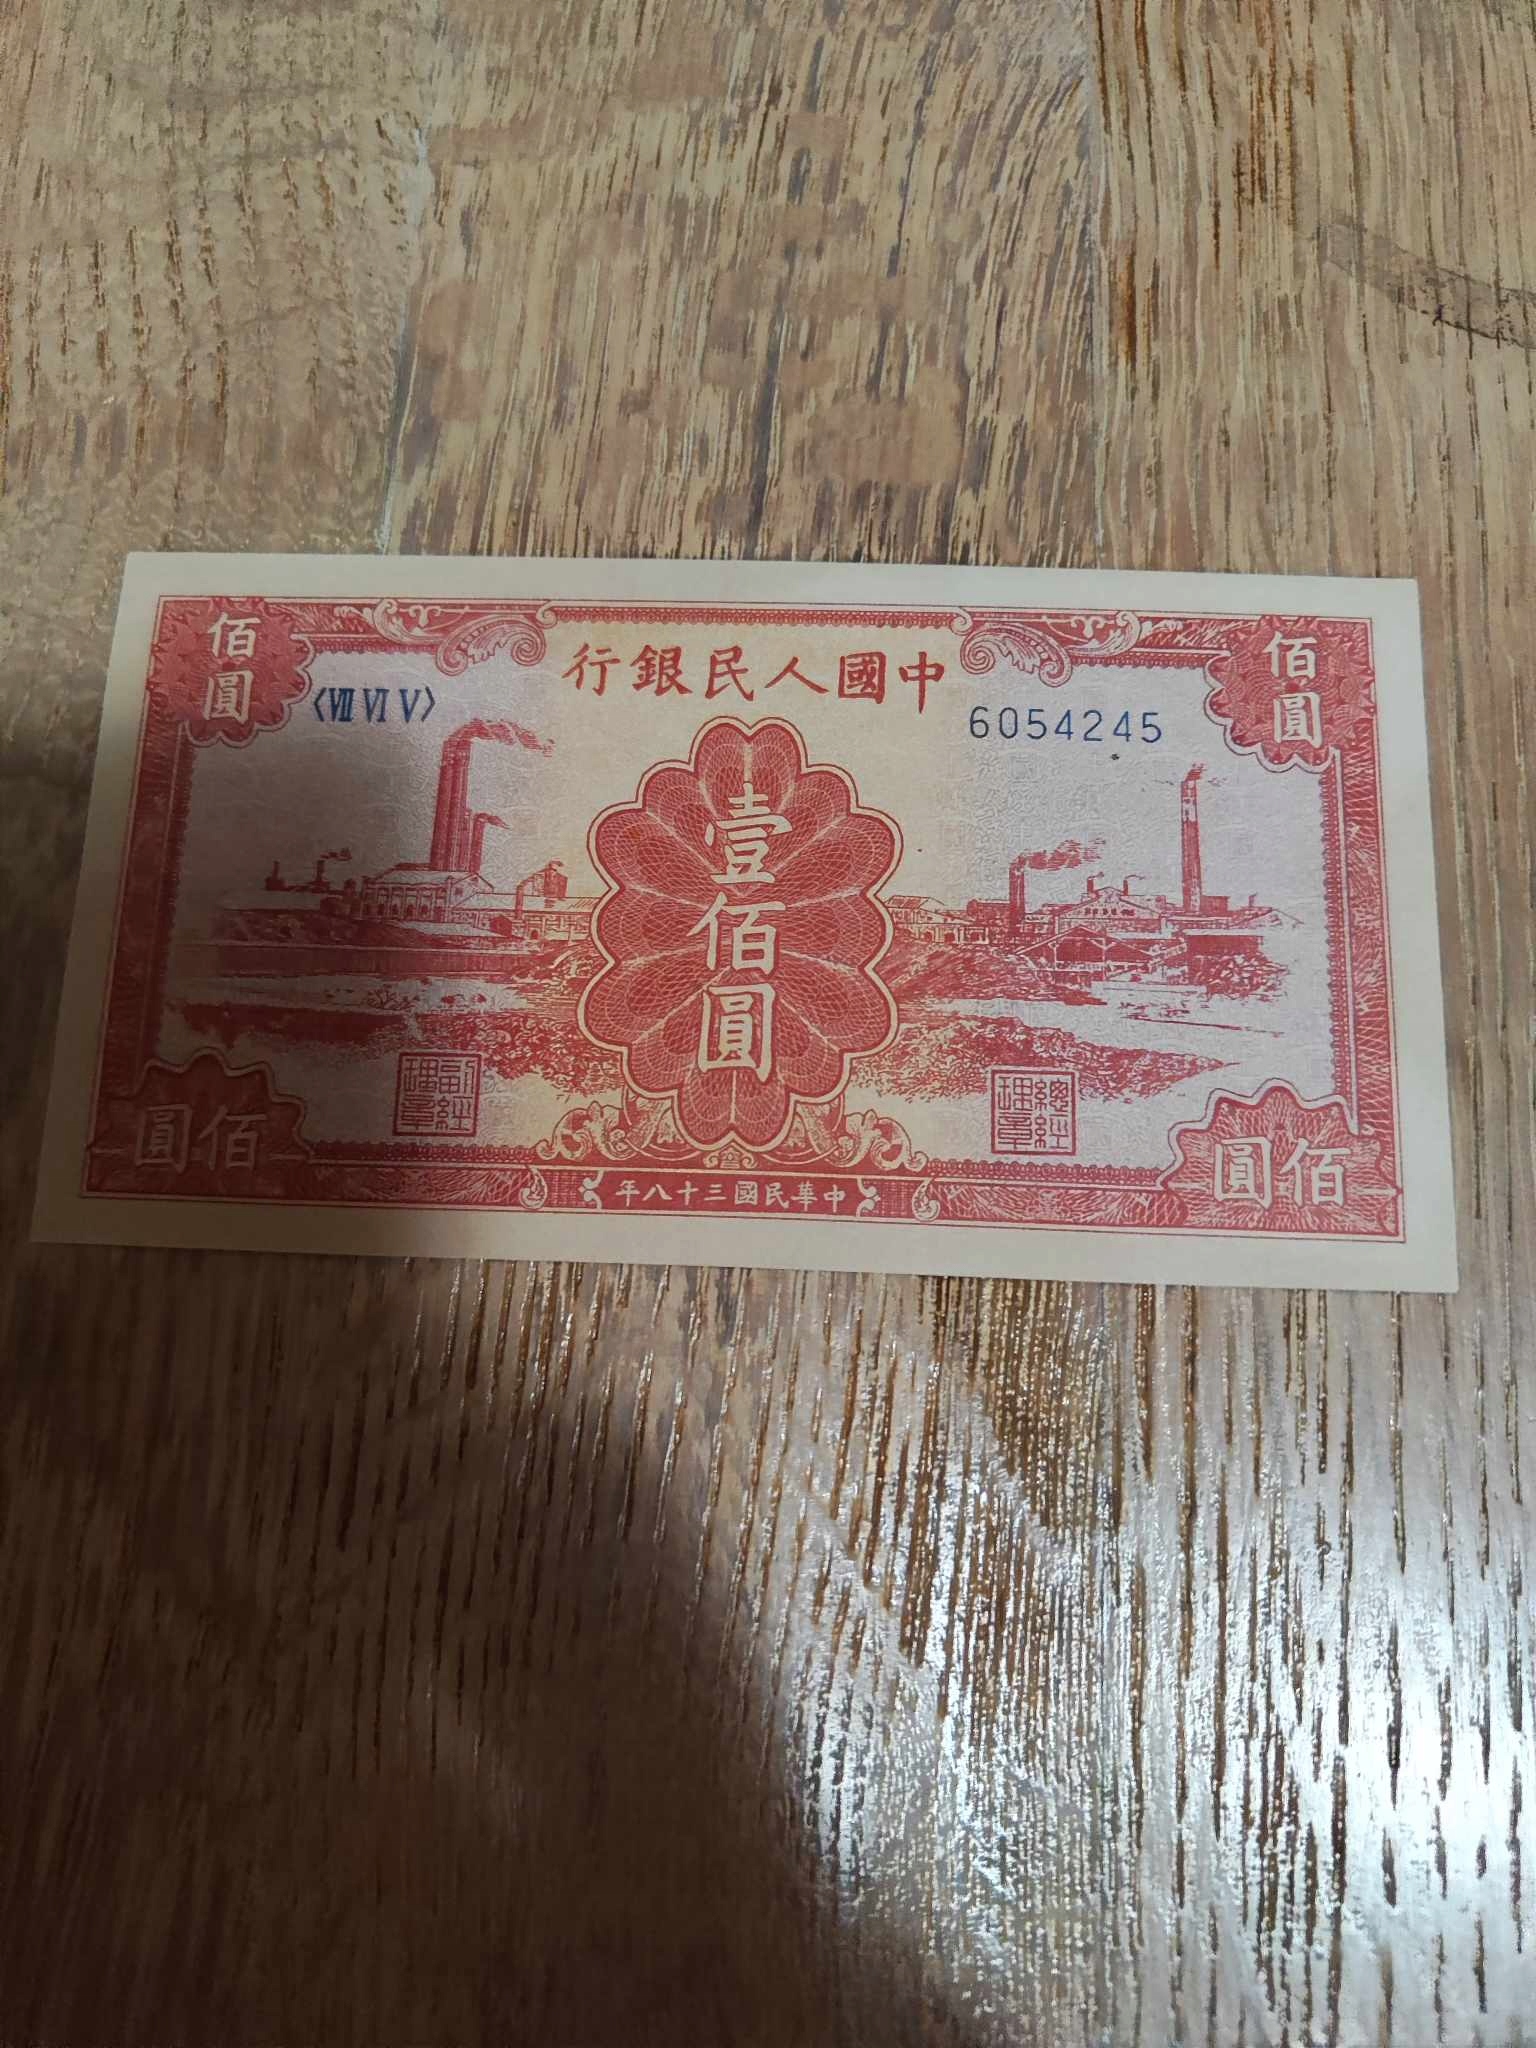 佰圓
佰圓
中國人民銀行
〈Ⅶ Ⅵ Ⅴ〉
6054245
壹佰圓
總經理章
副經理章
佰圓
佰圓
中華民國三十八年